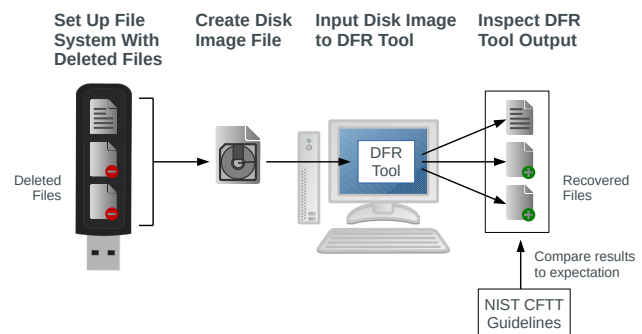 Set Up File
System With
Deleted Files
Create Disk
Image File
Input Disk Image
to DFR Tool
Inspect DFR
Tool Output
Deleted
Files
DFR
Tool
Recovered
Files
Compare results
to expectation
NIST CFTT
Guidelines